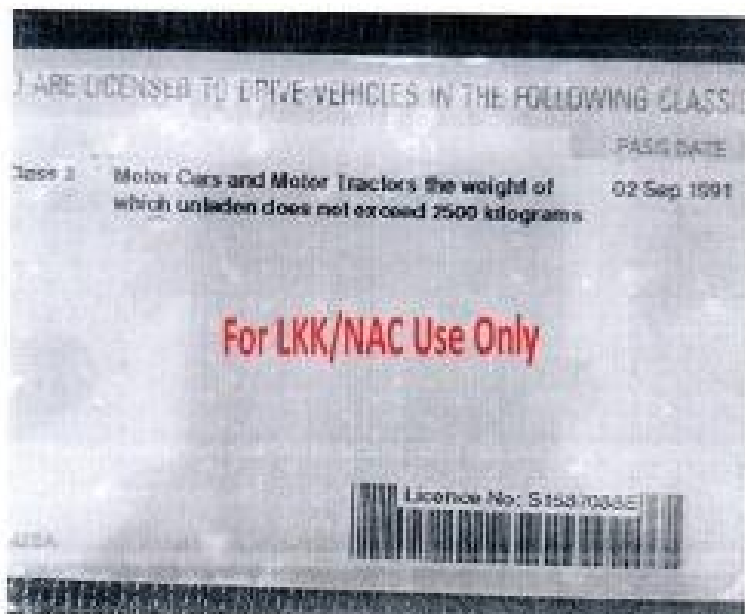 ARE LICENSED TO DRIVE VEHICLES IN THE FOLLOWING CLASS
PASS DATE
Class 3 Motor Cars and Motor Tractors the weight of 02 Sep 1991
which unladen does not exceed 2500 kilograms
For LKK/NAC Use Only
Licence No: